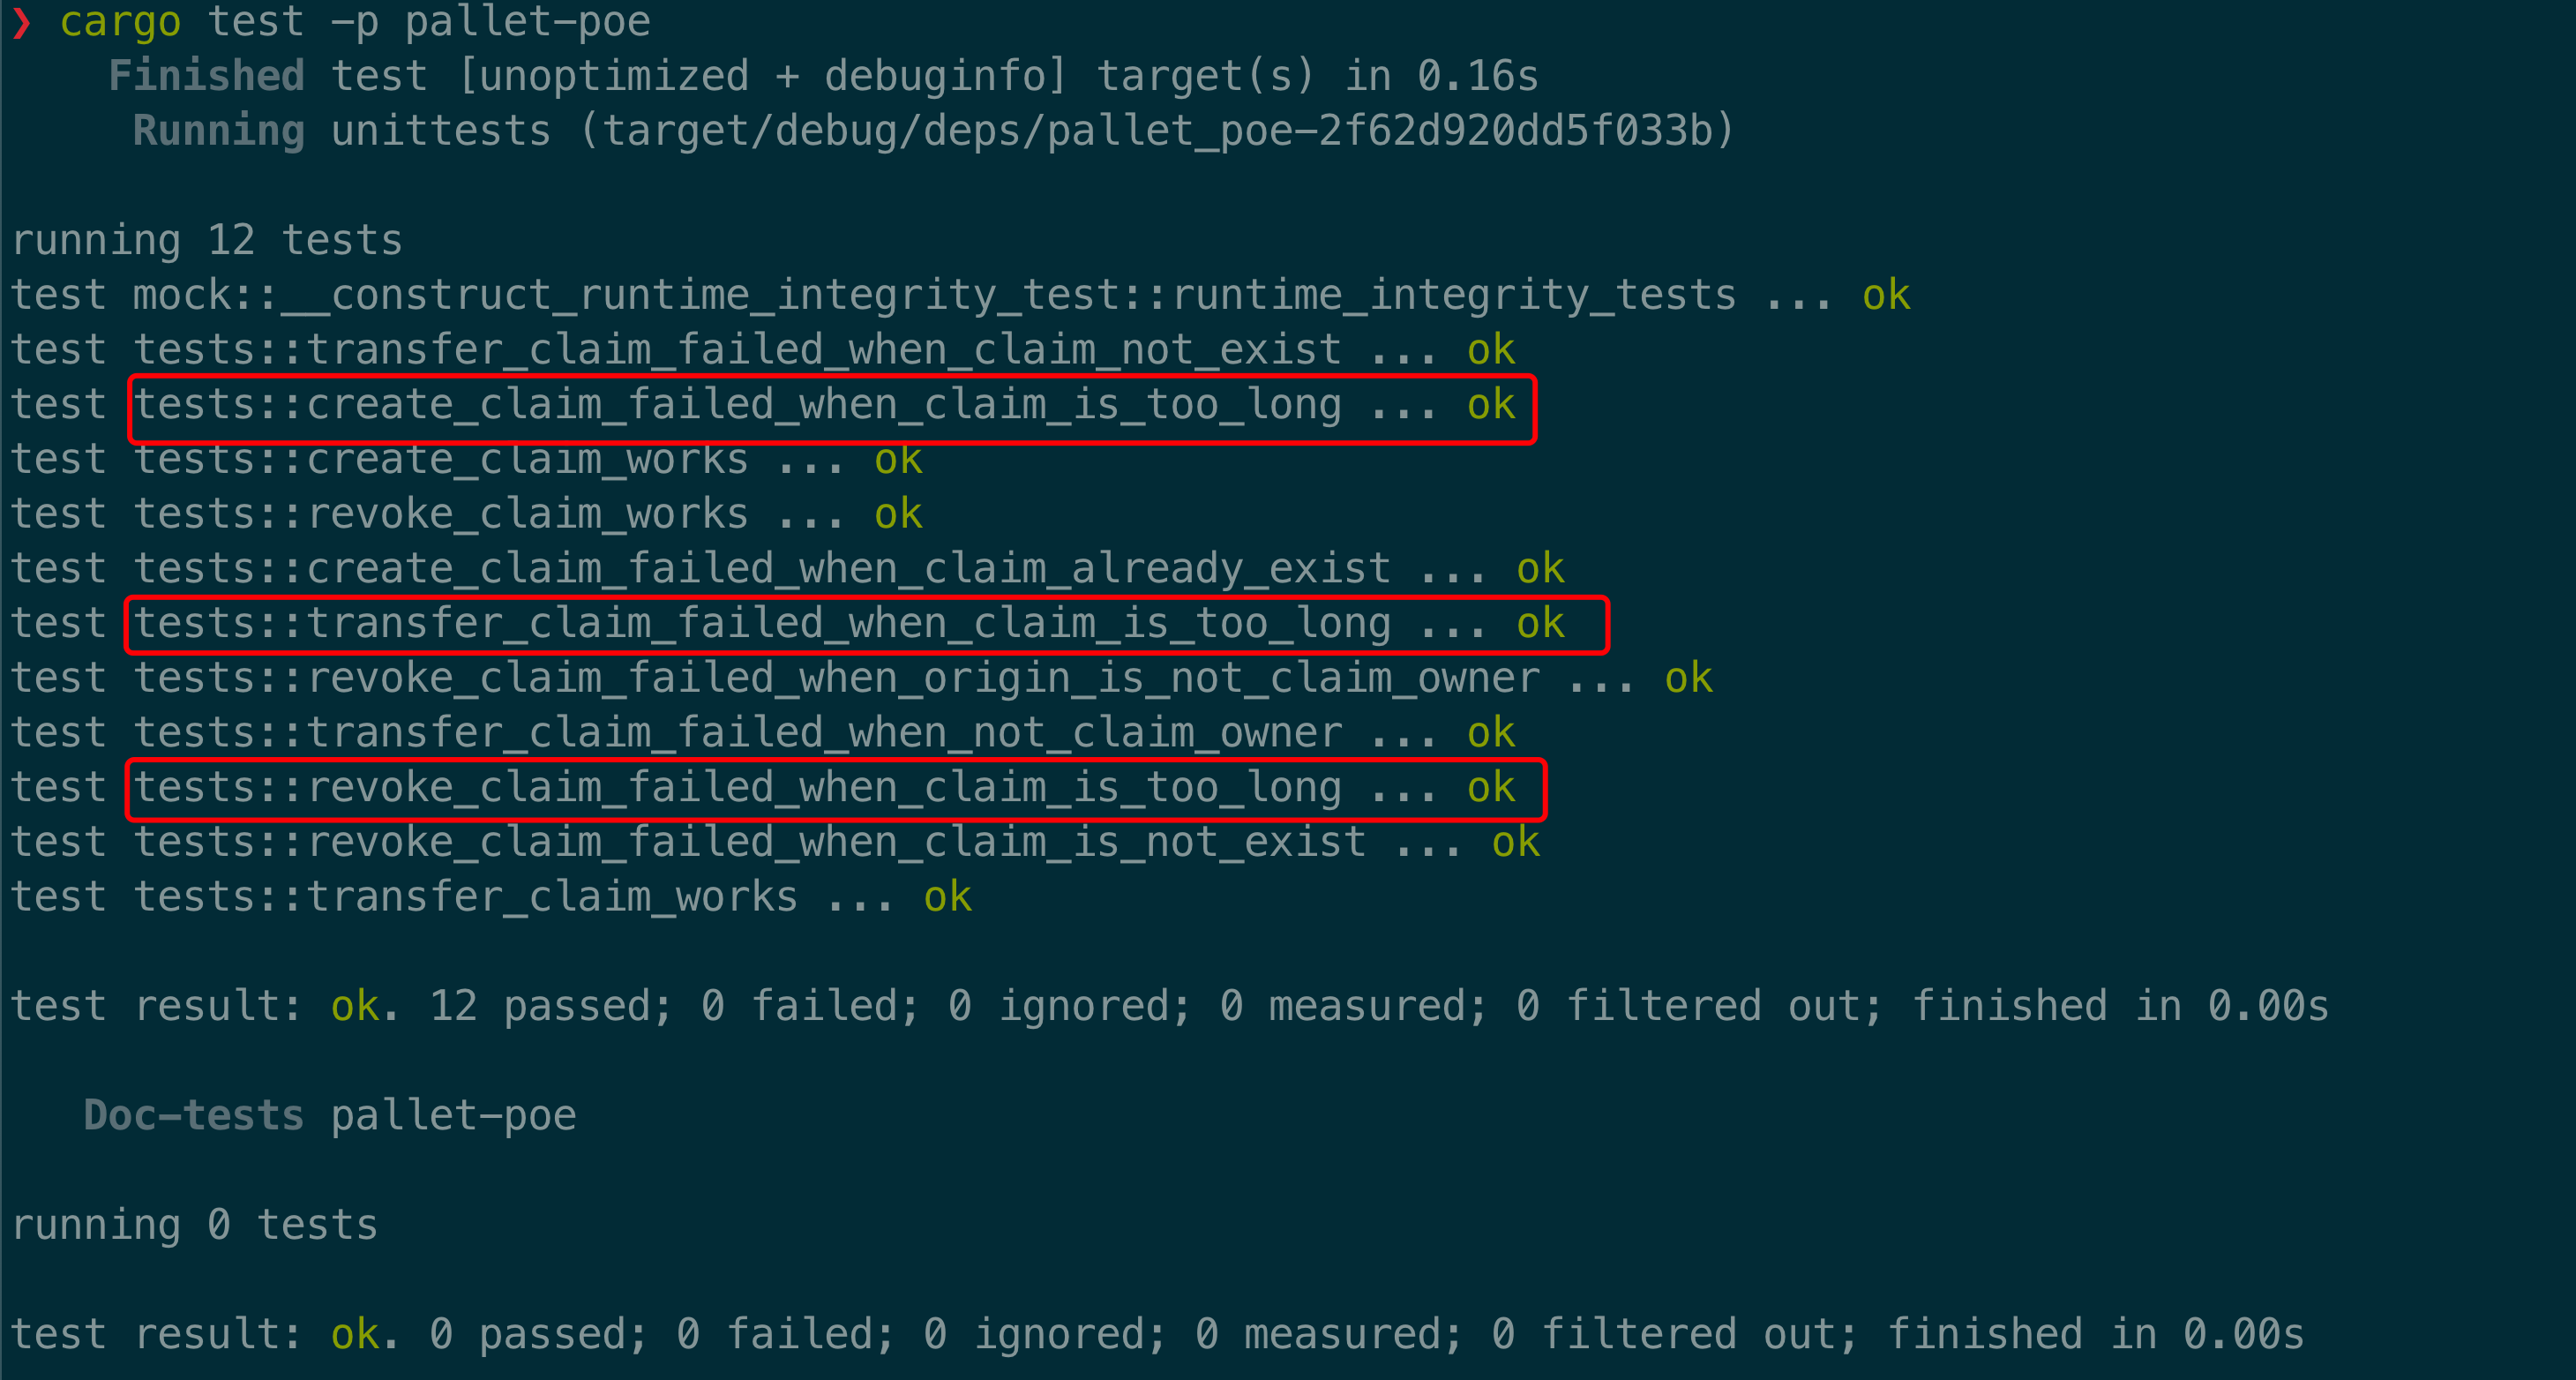 ❯ cargo test -p pallet-poe
Finished test [unoptimized + debuginfo] target(s) in 0.16s
Running unittests (target/debug/deps/pallet_poe-2f62d920dd5f033b)
running 12 tests
test mock::__construct_runtime_integrity_test::runtime_integrity_tests ... ok
test tests::transfer_claim_failed_when_claim_not_exist ... ok
test tests::create_claim_failed_when_claim_is_too_long ... ok
test tests::create_claim_works ... ok
test tests::revoke_claim_works ... ok
test tests::create_claim_failed_when_claim_already_exist ... ok
test tests::transfer_claim_failed_when_claim_is_too_long ... ok
test tests::revoke_claim_failed_when_origin_is_not_claim_owner ... ok
test tests::transfer_claim_failed_when_not_claim_owner ... ok
test tests::revoke_claim_failed_when_claim_is_too_long ... ok
test tests::revoke_claim_failed_when_claim_is_not_exist ... ok
test tests::transfer_claim_works ... ok
test result: ok. 12 passed; 0 failed; 0 ignored; 0 measured; 0 filtered out; finished in 0.00s
Doc-tests pallet-poe
running 0 tests
test result: ok. 0 passed; 0 failed; 0 ignored; 0 measured; 0 filtered out; finished in 0.00s